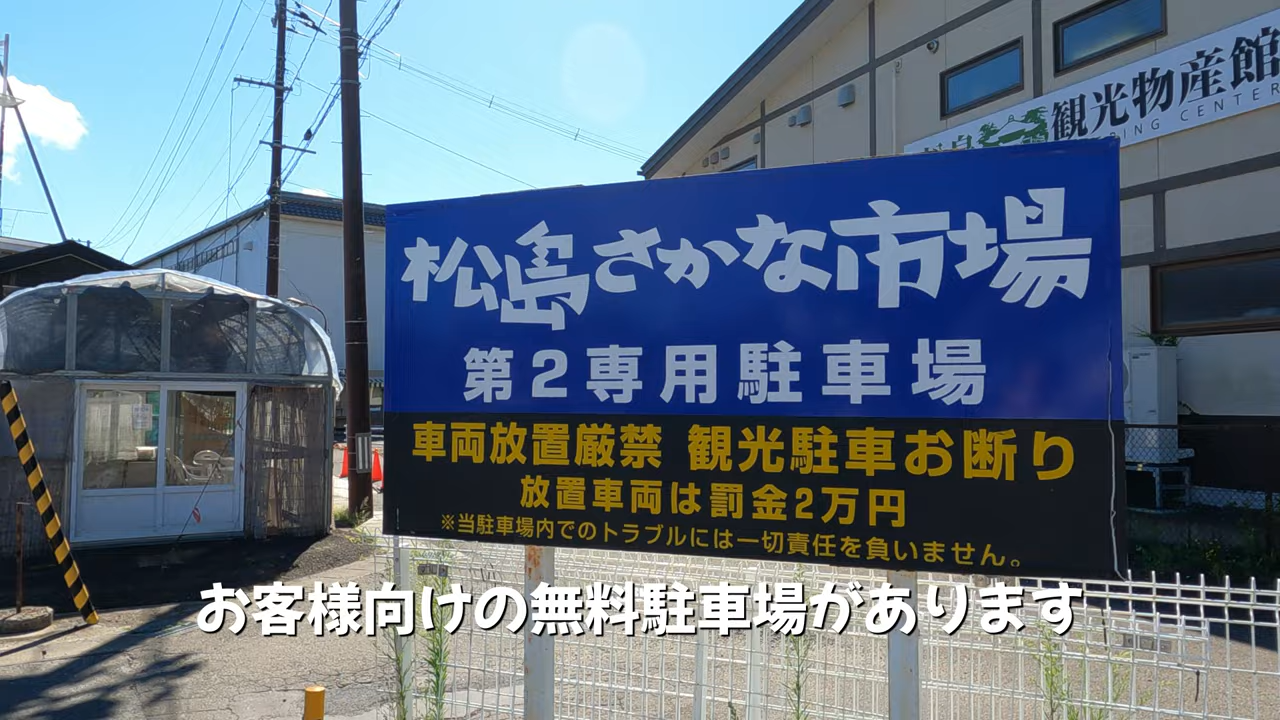 観光物産館
松島さかな市場
第2専用駐車場
車両放置厳禁 観光駐車お断り
放置車両は罰金2万円
※当駐車場内でのトラブルには一切責任を負いません。
お客様向けの無料駐車場があります